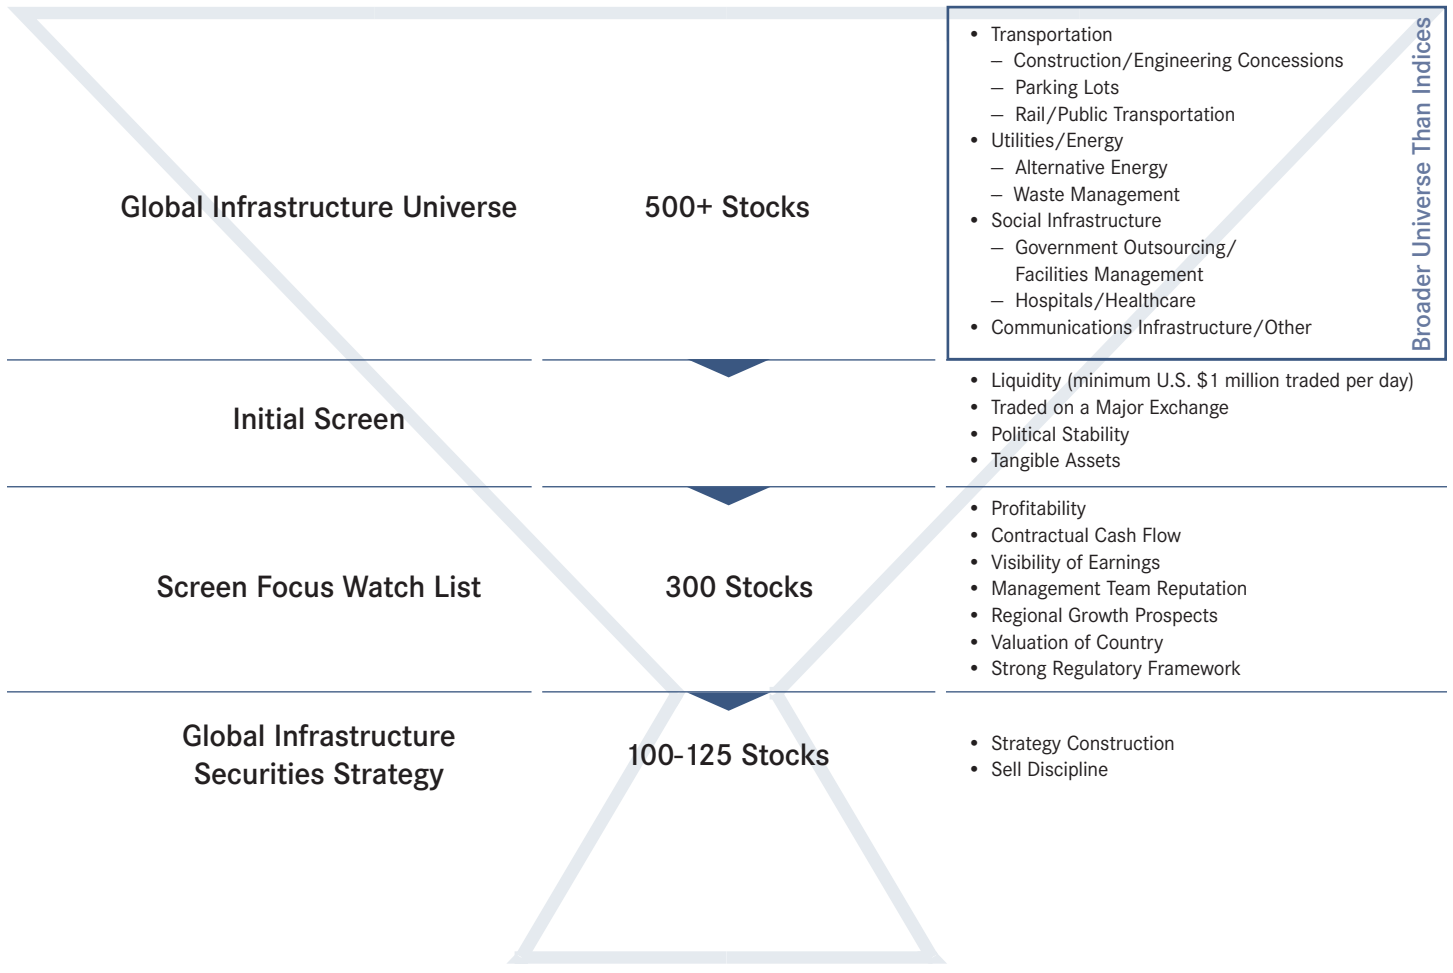 Global Infrastructure Universe
500+ Stocks
• Transportation
– Construction/Engineering Concessions
– Parking Lots
– Rail/Public Transportation
• Utilities/Energy
– Alternative Energy
– Waste Management
• Social Infrastructure
– Government Outsourcing/
Facilities Management
– Hospitals/Healthcare
• Communications Infrastructure/Other
Broader Universe Than Indices
Initial Screen
• Liquidity (minimum U.S. $1 million traded per day)
• Traded on a Major Exchange
• Political Stability
• Tangible Assets
Screen Focus Watch List
300 Stocks
• Profitability
• Contractual Cash Flow
• Visibility of Earnings
• Management Team Reputation
• Regional Growth Prospects
• Valuation of Country
• Strong Regulatory Framework
Global Infrastructure
Securities Strategy
100-125 Stocks
• Strategy Construction
• Sell Discipline